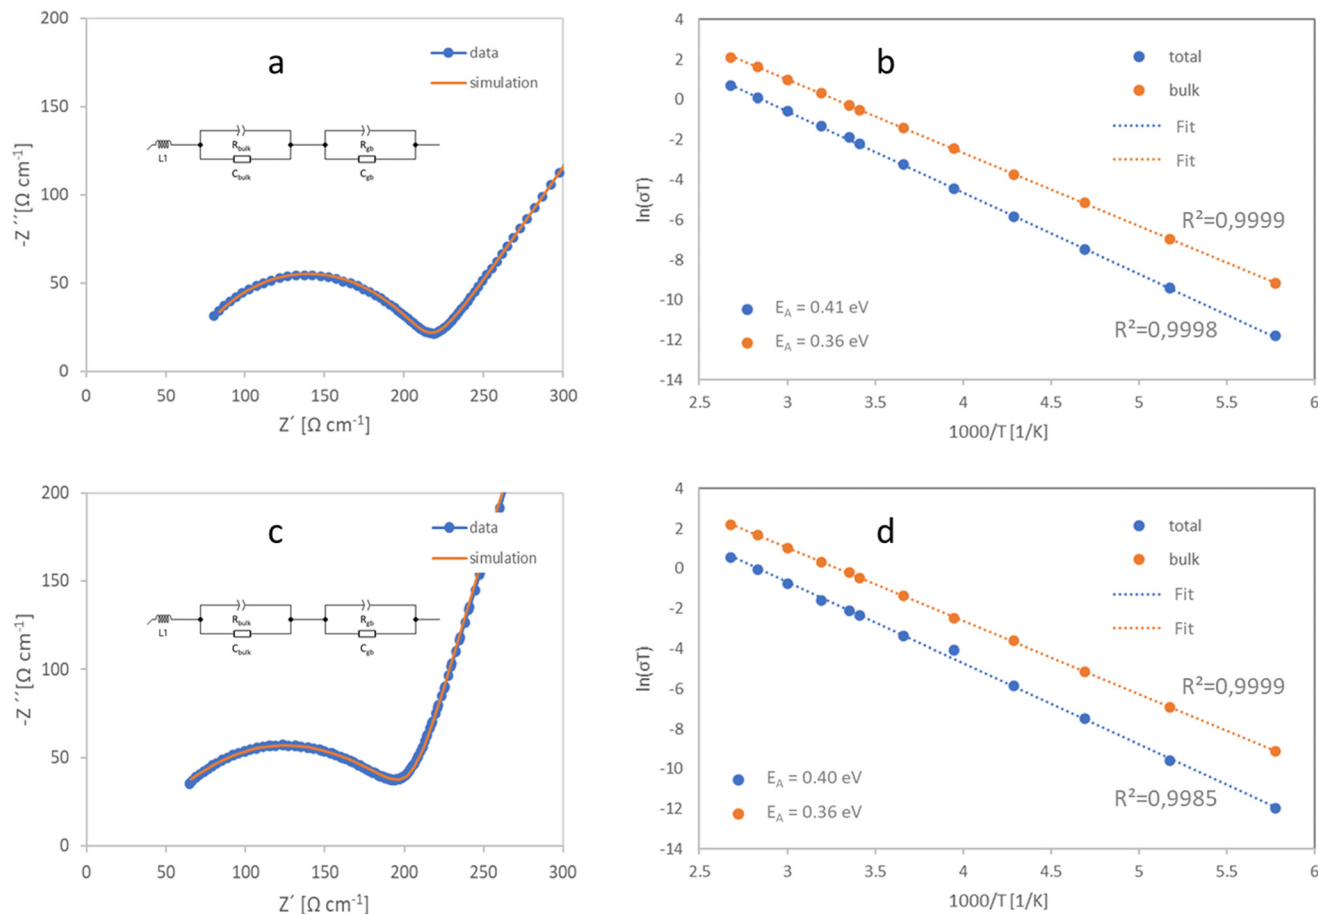 a
data
simulation
-Z´´[Ω cm-1]
200
150
100
50
0
L1
Rbulk
Cbulk
Rgb
Cgb
0 50 100 150 200 250 300
Z´ [Ω cm-1]
b
total
bulk
Fit
Fit
ln(σT)
4
2
0
-2
-4
-6
-8
-10
-12
-14
R²=0,9999
R²=0,9998
EA = 0.41 eV
EA = 0.36 eV
2.5 3 3.5 4 4.5 5 5.5 6
1000/T [1/K]
c
data
simulation
-Z´´[Ω cm-1]
200
150
100
50
0
L1
Rbulk
Cbulk
Rgb
Cgb
0 50 100 150 200 250 300
Z´ [Ω cm-1]
d
total
bulk
Fit
Fit
ln(σT)
4
2
0
-2
-4
-6
-8
-10
-12
-14
R²=0,9999
R²=0,9985
EA = 0.40 eV
EA = 0.36 eV
2.5 3 3.5 4 4.5 5 5.5 6
1000/T [1/K]